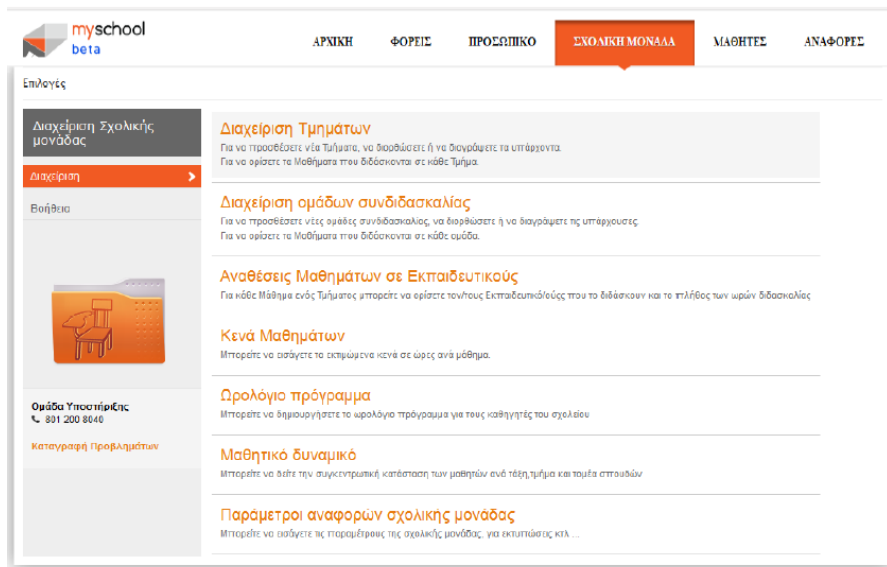 myschool
beta
ΑΡΧΙΚΗ ΦΟΡΕΙΣ ΠΡΟΣΩΠΙΚΟ ΣΧΟΛΙΚΗ ΜΟΝΑΔΑ ΜΑΘΗΤΕΣ ΑΝΑΦΟΡΕΣ
Επιλογές
Διαχείριση Σχολικής
μονάδας
Διαχείριση
Βοήθεια
Ομάδα Υποστήριξης
801 200 8040
Καταγραφή Προβλημάτων
Διαχείριση Τμημάτων
Για να προσθέσετε νέα Τμήματα, να διορθώσετε ή να διαγράψετε τα υπάρχοντα.
Για να ορίσετε τα Μαθήματα που διδάσκονται σε κάθε Τμήμα.
Διαχείριση ομάδων συνδιδασκαλίας
Για να προσθέσετε νέες ομάδες συνδιδασκαλίας, να διορθώσετε ή να διαγράψετε τις υπάρχουσες.
Για να ορίσετε τα Μαθήματα που διδάσκονται σε κάθε ομάδα.
Αναθέσεις Μαθημάτων σε Εκπαιδευτικούς
Για κάθε Μάθημα ενός Τμήματος μπορείτε να ορίσετε τον/τους Εκπαιδευτικό/ούς που το διδάσκουν και το πλήθος των ωρών διδασκαλίας
Κενά Μαθημάτων
Μπορείτε να εισάγετε τα εκτιμώμενα κενά σε ώρες ανά μάθημα.
Ωρολόγιο πρόγραμμα
Μπορείτε να δημιουργήσετε το ωρολόγιο πρόγραμμα για τους καθηγητές του σχολείου
Μαθητικό δυναμικό
Μπορείτε να δείτε την συγκεντρωτική κατάσταση των μαθητών ανά τάξη,τμήμα και τομέα σπουδών
Παράμετροι αναφορών σχολικής μονάδας
Μπορείτε να εισάγετε τις παραμέτρους της σχολικής μονάδας, για εκτυπώσεις κτλ ...